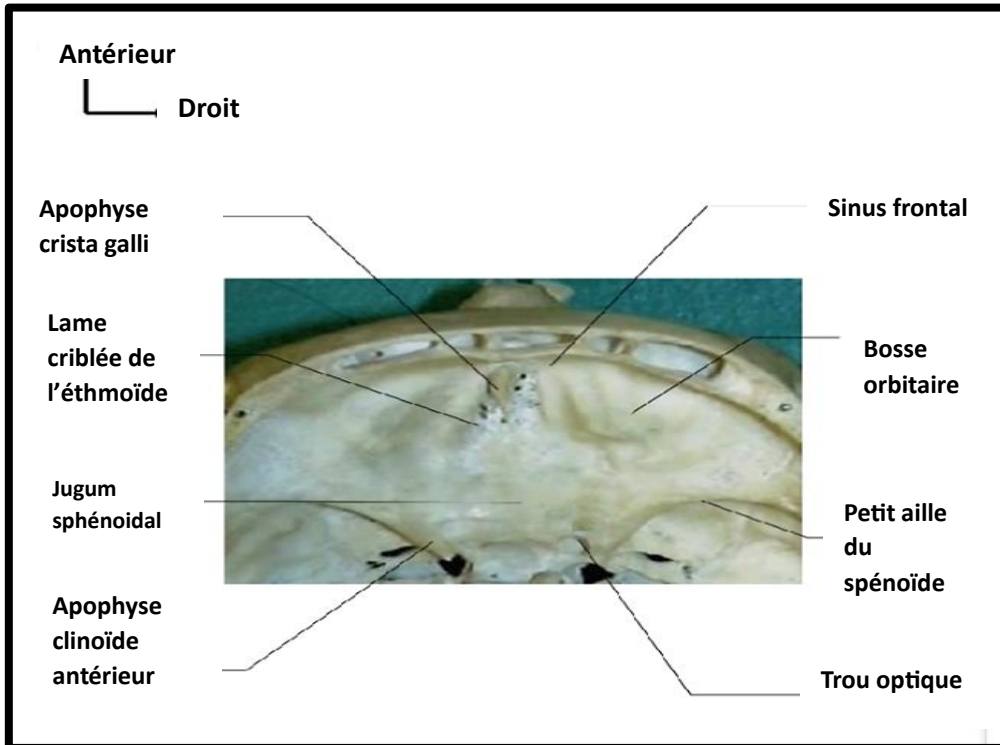 Antérieur
Droit
Apophyse
crista galli
Sinus frontal
Lame
criblée de
l'éthmoïde
Bosse
orbitaire
Jugum
sphénoidal
Petit aille
du
spénoïde
Apophyse
clinoïde
antérieur
Trou optique